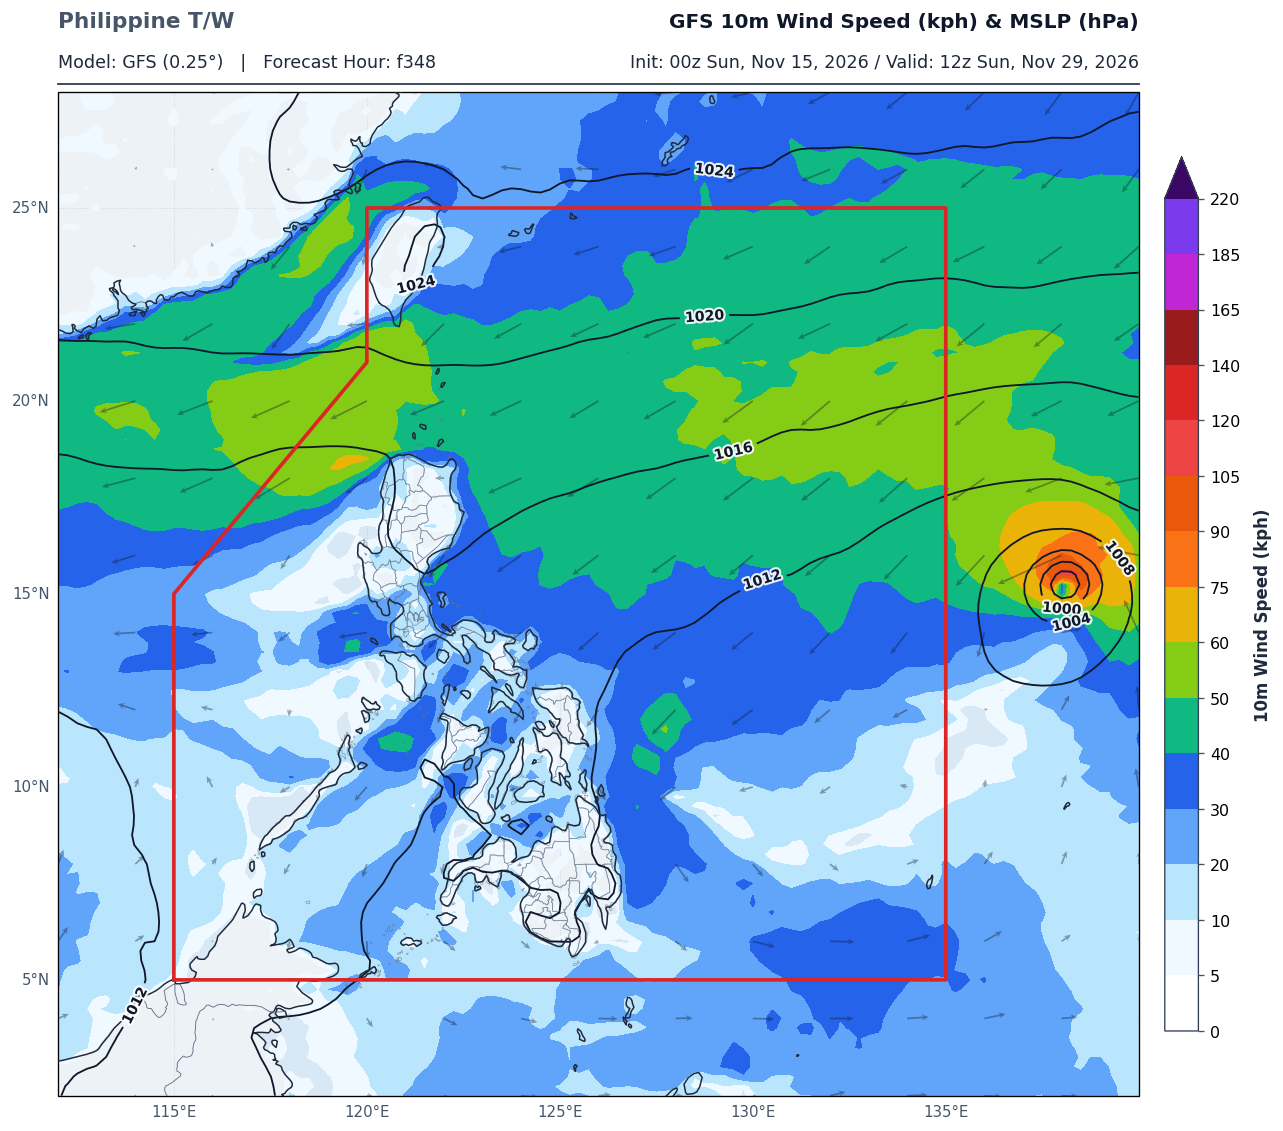 Philippine T/W
GFS 10m Wind Speed (kph) & MSLP (hPa)
Model: GFS (0.25°) | Forecast Hour: f348
Init: 00z Sun, Nov 15, 2026 / Valid: 12z Sun, Nov 29, 2026
1024
25°N
1024
1020
20°N
1016
1012
1008
15°N
1000
1004
10°N
5°N
1012
115°E
120°E
125°E
130°E
135°E
220
185
165
140
120
105
90
75
60
50
40
30
20
10
5
0
10m Wind Speed (kph)